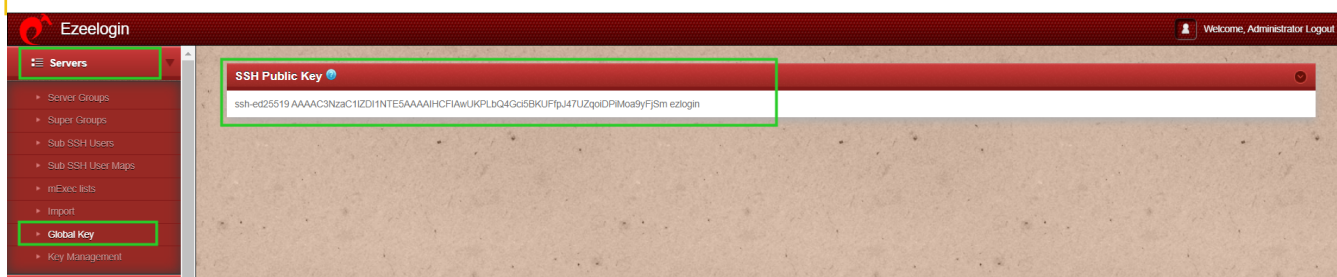 Ezeelogin
Welcome, Administrator Logout
Servers
Server Groups
Super Groups
Sub SSH Users
Sub SSH User Maps
mExec lists
Import
Global Key
Key Management
SSH Public Key
ssh-ed25519 AAAAC3NzaC1lZDI1NTE5AAAAIHCFIAwUKPLbQ4Gci5BKUFfpJ47UZqoiDPiMoa9yFjSm ezlogin